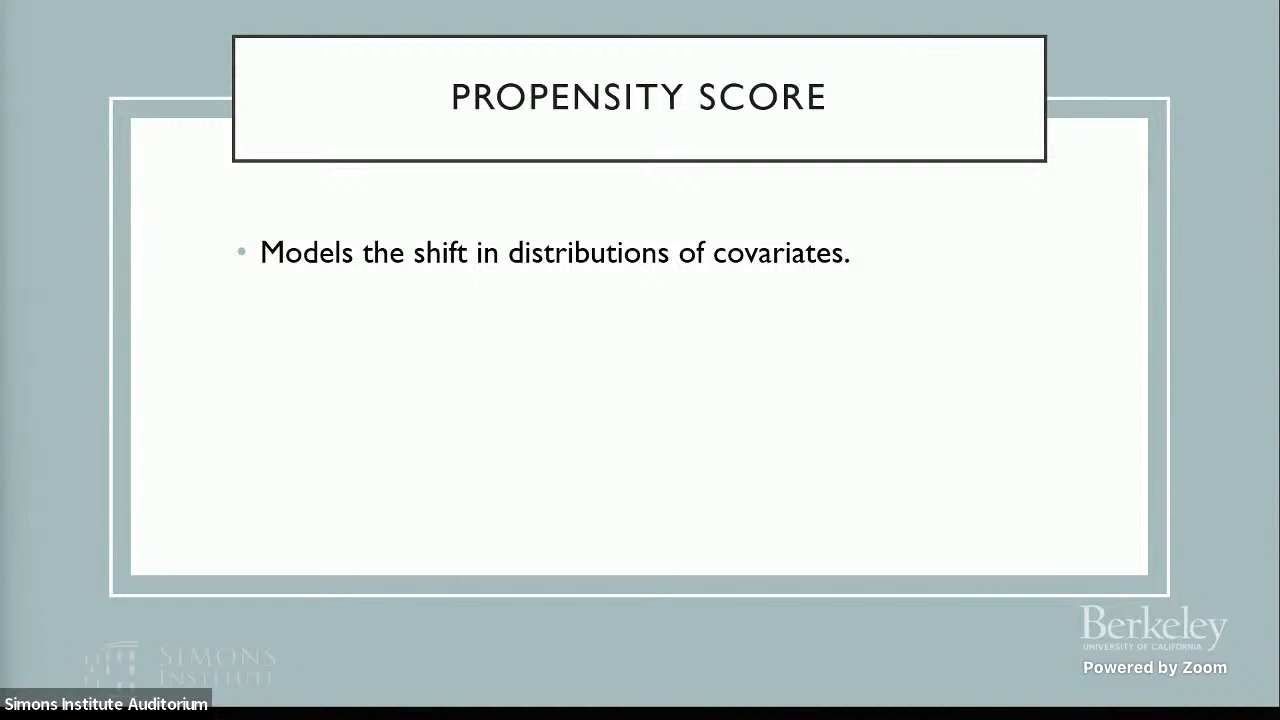 PROPENSITY SCORE
• Models the shift in distributions of covariates.
Berkeley
UNIVERSITY OF CALIFORNIA
Powered by Zoom
SIMONS
INSTITUTE
Simons Institute Auditorium